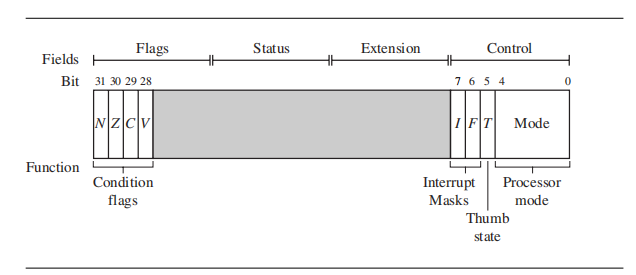 Fields Flags Status Extension Control
Bit 31 30 29 28 7 6 5 4 0
N Z C V I F T Mode
Function
Condition Interrupt Processor
flags Masks mode
Thumb
state